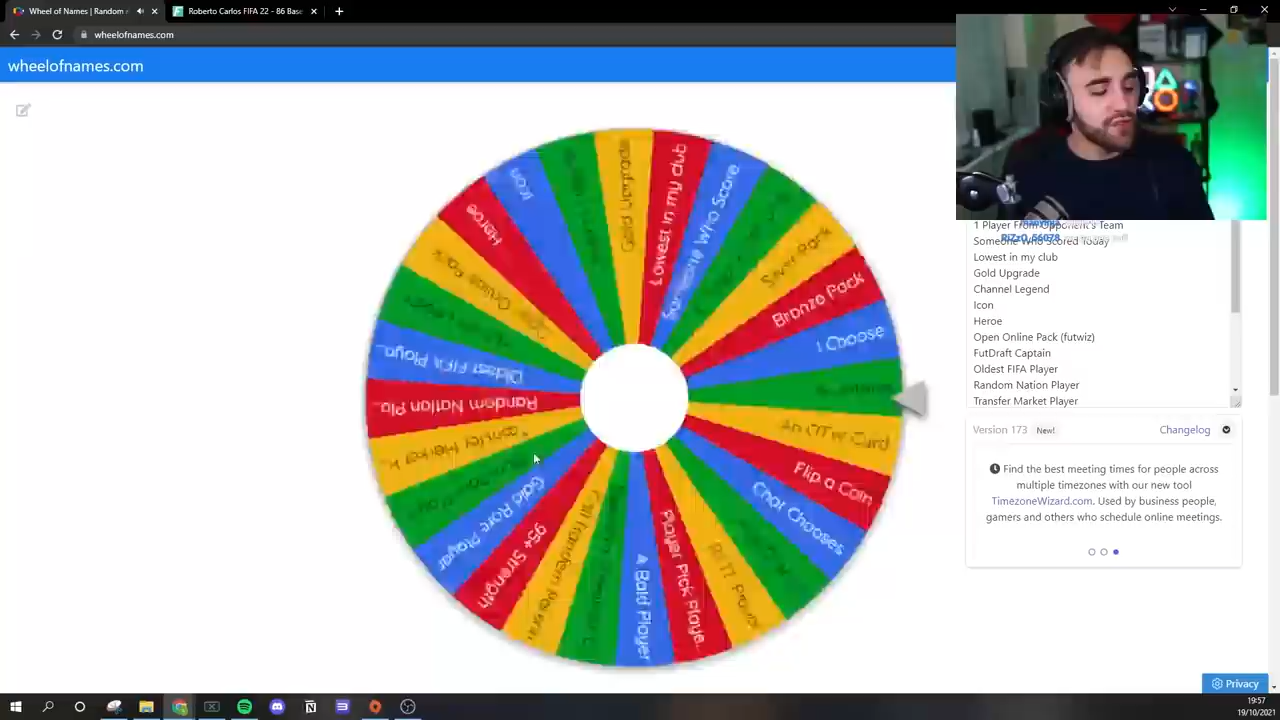 Wheel of Names | Random
Roberto Carlos FIFA 22 - 86 Base
wheelofnames.com
wheelofnames.com
Icon
Gold Upgrade
Lowest in my club
Someone Who Score
Silver Pack
Bronze Pack
I Choose
An OTW Card
Flip a Coin
Chat Chooses
Player Pick Playe...
A Bald Player
95+ Strength
Gold Rare Player
Random Nation Pla...
Oldest FIFA Playe...
Heroe
1 Player From Opponent's Team
RiZzO_56078
Someone Who Scored Today
Lowest in my club
Gold Upgrade
Channel Legend
Icon
Heroe
Open Online Pack (futwiz)
FutDraft Captain
Oldest FIFA Player
Random Nation Player
Transfer Market Player
Version 173 New! Changelog
Find the best meeting times for people across
multiple timezones with our new tool
TimezoneWizard.com. Used by business people,
gamers and others who schedule online meetings.
Privacy
19:57
19/10/2021